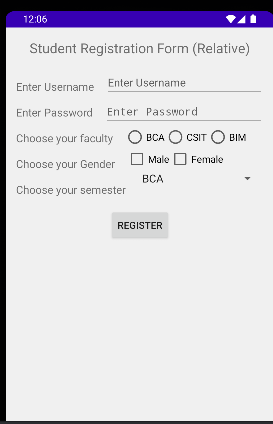 12:06
Student Registration Form (Relative)
Enter Username Enter Username
Enter Password Enter Password
Choose your faculty BCA CSIT BIM
Choose your Gender Male Female
BCA
Choose your semester
REGISTER